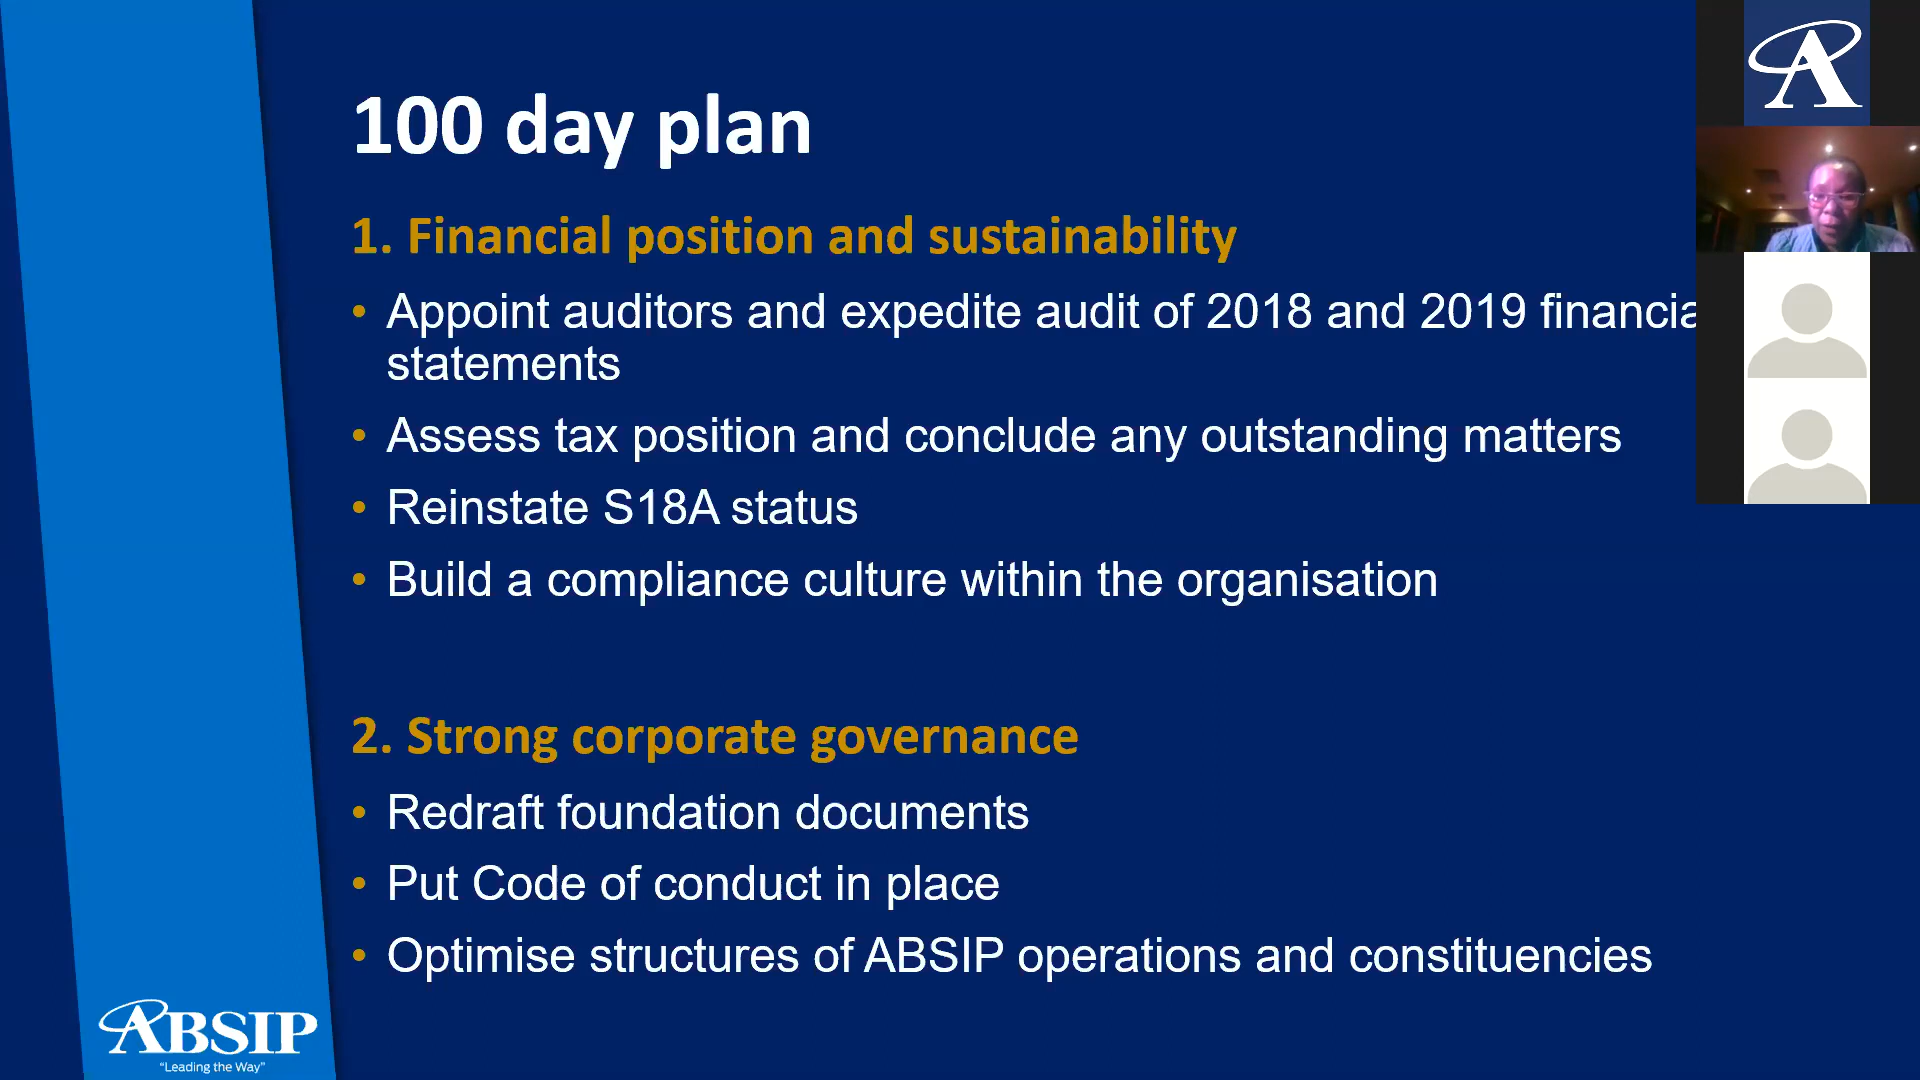 100 day plan
1. Financial position and sustainability
• Appoint auditors and expedite audit of 2018 and 2019 financia
statements
• Assess tax position and conclude any outstanding matters
• Reinstate S18A status
• Build a compliance culture within the organisation
2. Strong corporate governance
• Redraft foundation documents
• Put Code of conduct in place
• Optimise structures of ABSIP operations and constituencies
ABSIP
“Leading the Way”
A